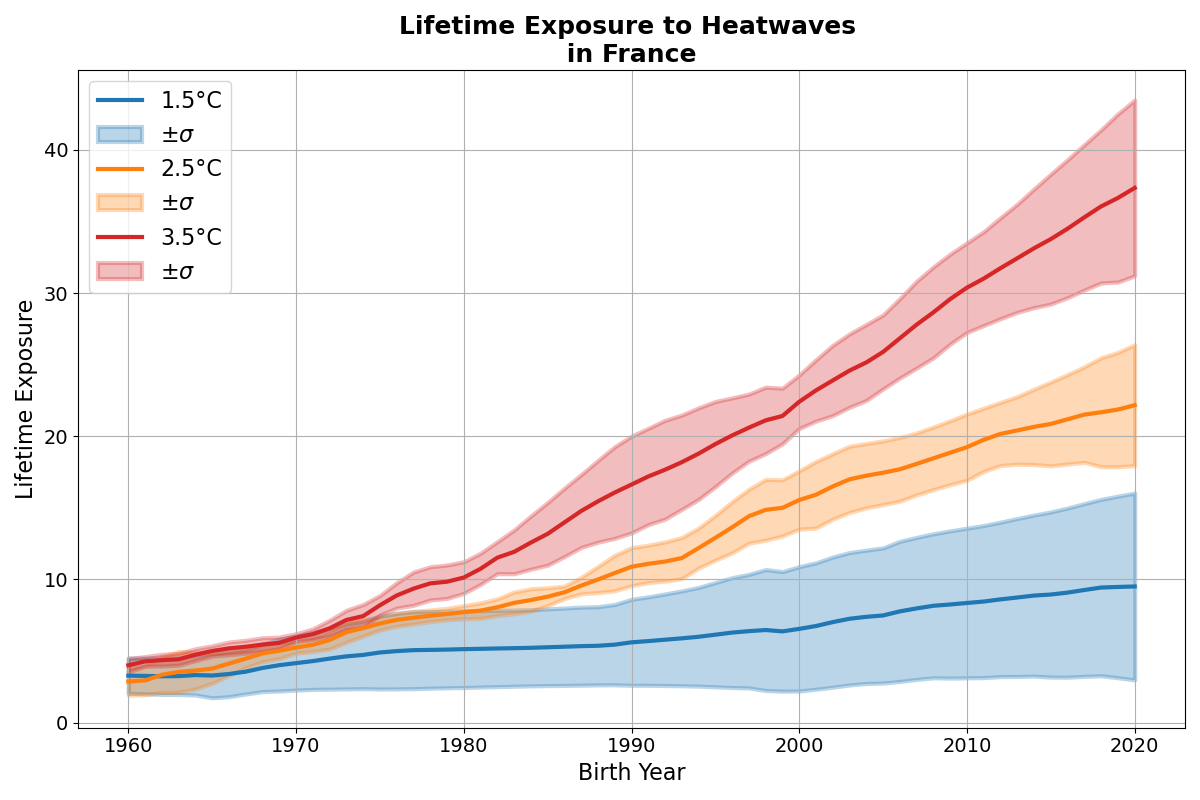 Lifetime Exposure to Heatwaves
in France
1.5°C
±σ
2.5°C
±σ
3.5°C
±σ
Lifetime Exposure
40
30
20
10
0
1960 1970 1980 1990 2000 2010 2020
Birth Year